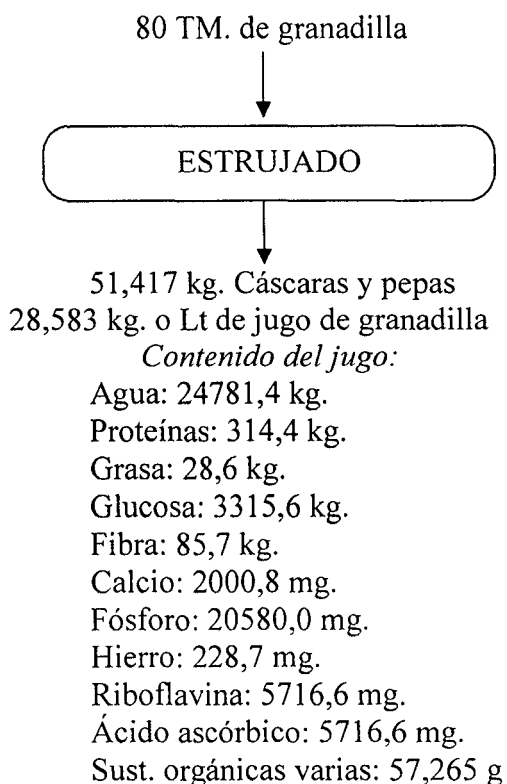 80 TM. de granadilla
ESTRUJADO
51,417 kg. Cáscaras y pepas
28,583 kg. o Lt de jugo de granadilla
Contenido del jugo:
Agua: 24781,4 kg.
Proteínas: 314,4 kg.
Grasa: 28,6 kg.
Glucosa: 3315,6 kg.
Fibra: 85,7 kg.
Calcio: 2000,8 mg.
Fósforo: 20580,0 mg.
Hierro: 228,7 mg.
Riboflavina: 5716,6 mg.
Ácido ascórbico: 5716,6 mg.
Sust. orgánicas varias: 57,265 g